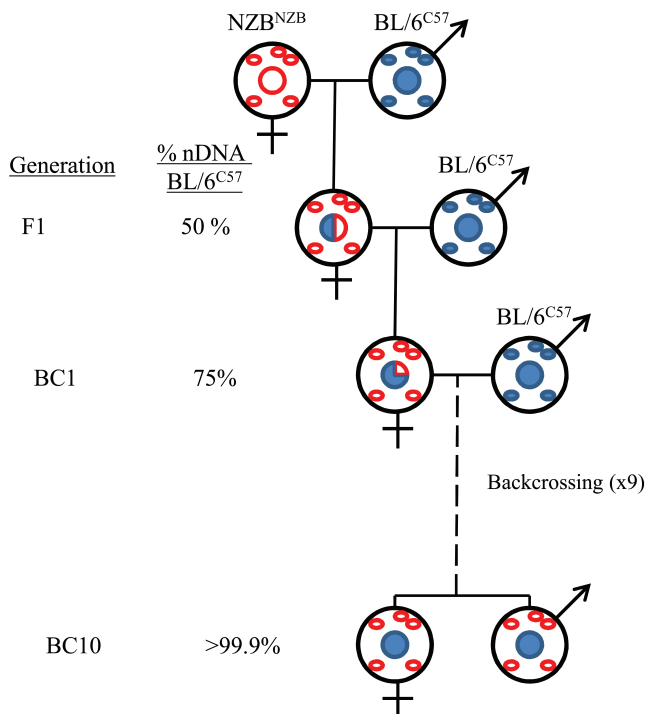 NZB^NZB BL/6^C57
Generation % nDNA BL/6^C57
BL/6^C57
F1 50 %
BL/6^C57
BC1 75%
Backcrossing (x9)
BC10 >99.9%